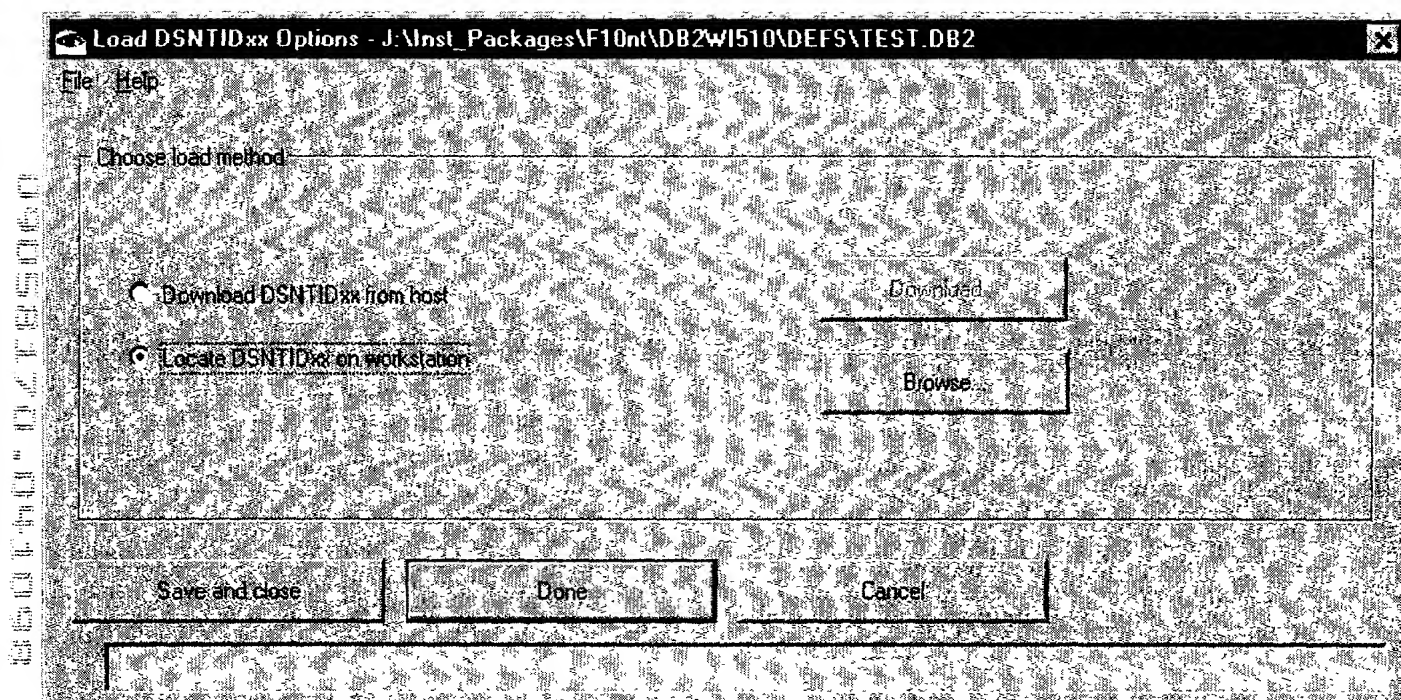 Load DSNTIDxx Options - J:\Inst_Packages\F10nt\DB2WI510\DEFS\TEST.DB2
File Help
Choose load method
Download DSNTIDxx from host
Download...
Locate DSNTIDxx on workstation
Browse...
Save and close
Done
Cancel